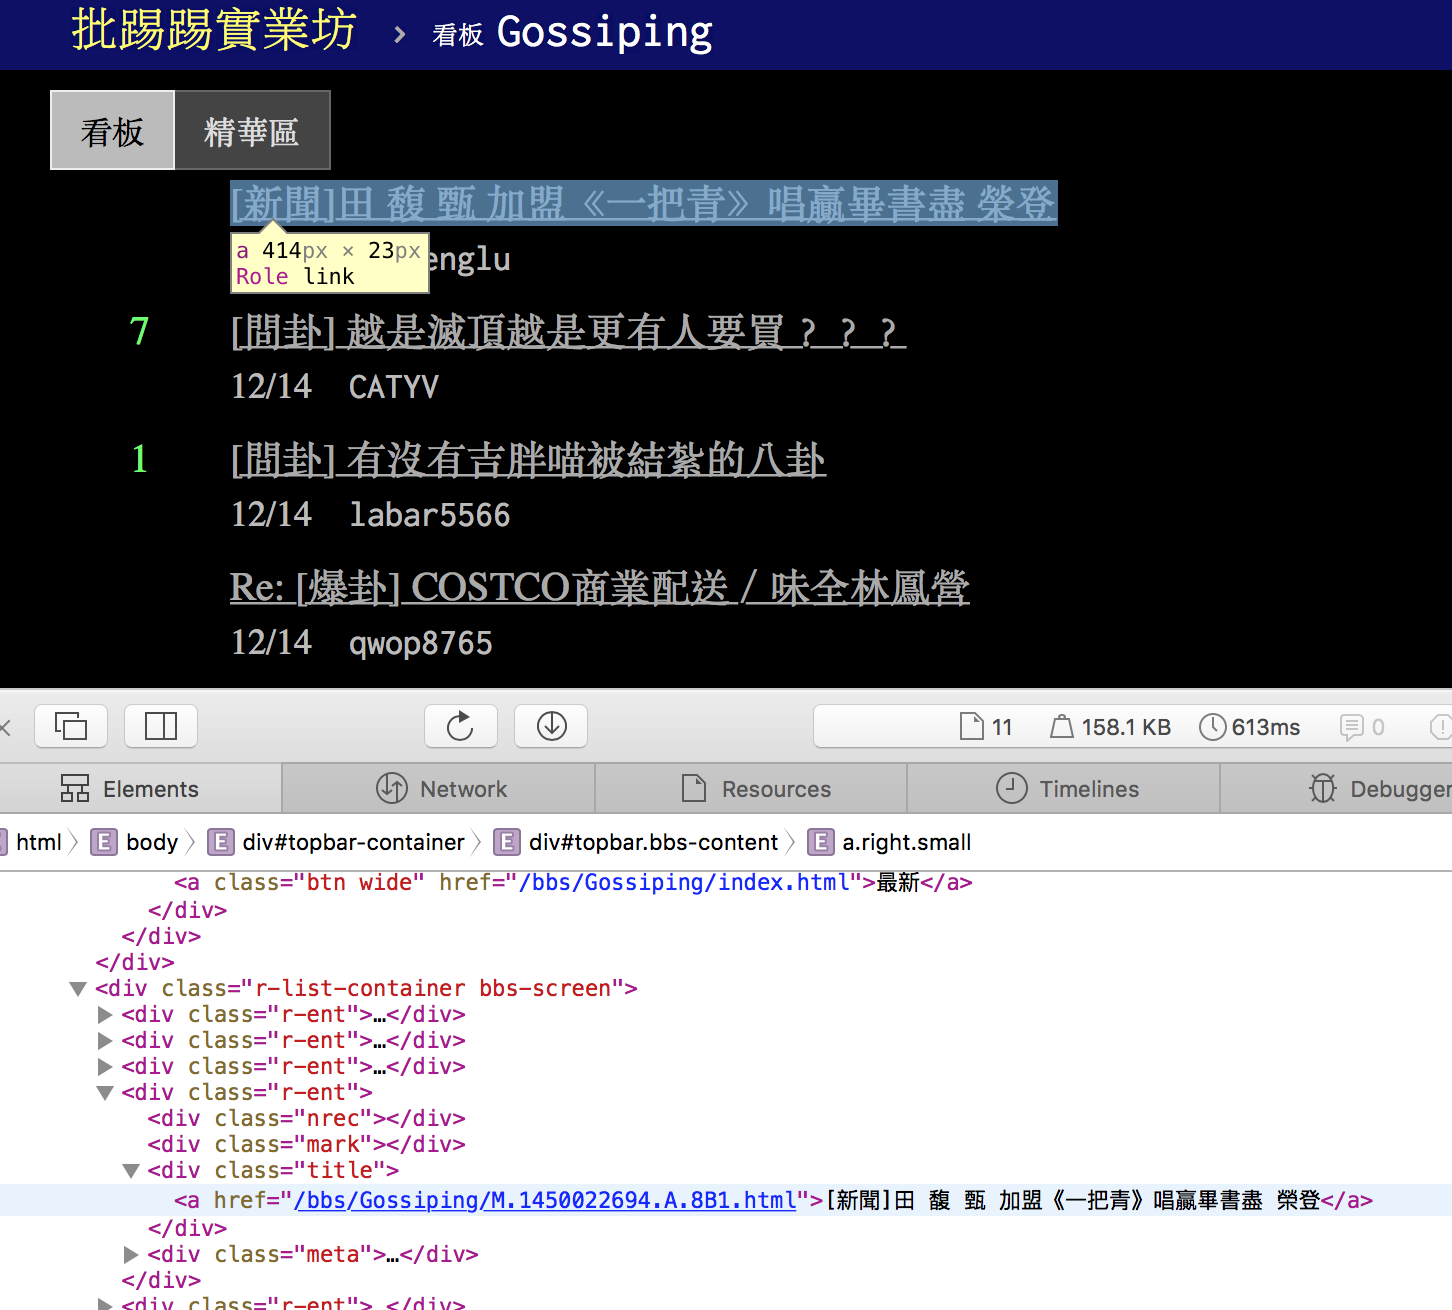 批踢踢實業坊 › 看板 Gossiping
看板 精華區
[新聞]田 馥 甄 加盟《一把青》唱贏畢書盡 榮登
a 414px × 23px
Role link
englu
7 [問卦] 越是滅頂越是更有人要買？？？
12/14 CATYV
1 [問卦] 有沒有吉胖喵被結紮的八卦
12/14 labar5566
Re: [爆卦] COSTCO商業配送 / 味全林鳳營
12/14 qwop8765
11 158.1 KB 613ms 0
Elements Network Resources Timelines Debugger
html E body E div#topbar-container E div#topbar.bbs-content E a.right.small
<a class="btn wide" href="/bbs/Gossiping/index.html">最新</a>
</div>
</div>
</div>
<div class="r-list-container bbs-screen">
<div class="r-ent">…</div>
<div class="r-ent">…</div>
<div class="r-ent">…</div>
<div class="r-ent">
<div class="nrec"></div>
<div class="mark"></div>
<div class="title">
<a href="/bbs/Gossiping/M.1450022694.A.8B1.html">[新聞]田 馥 甄 加盟《一把青》唱贏畢書盡 榮登</a>
</div>
<div class="meta">…</div>
</div>
<div class="r-ent">…</div>